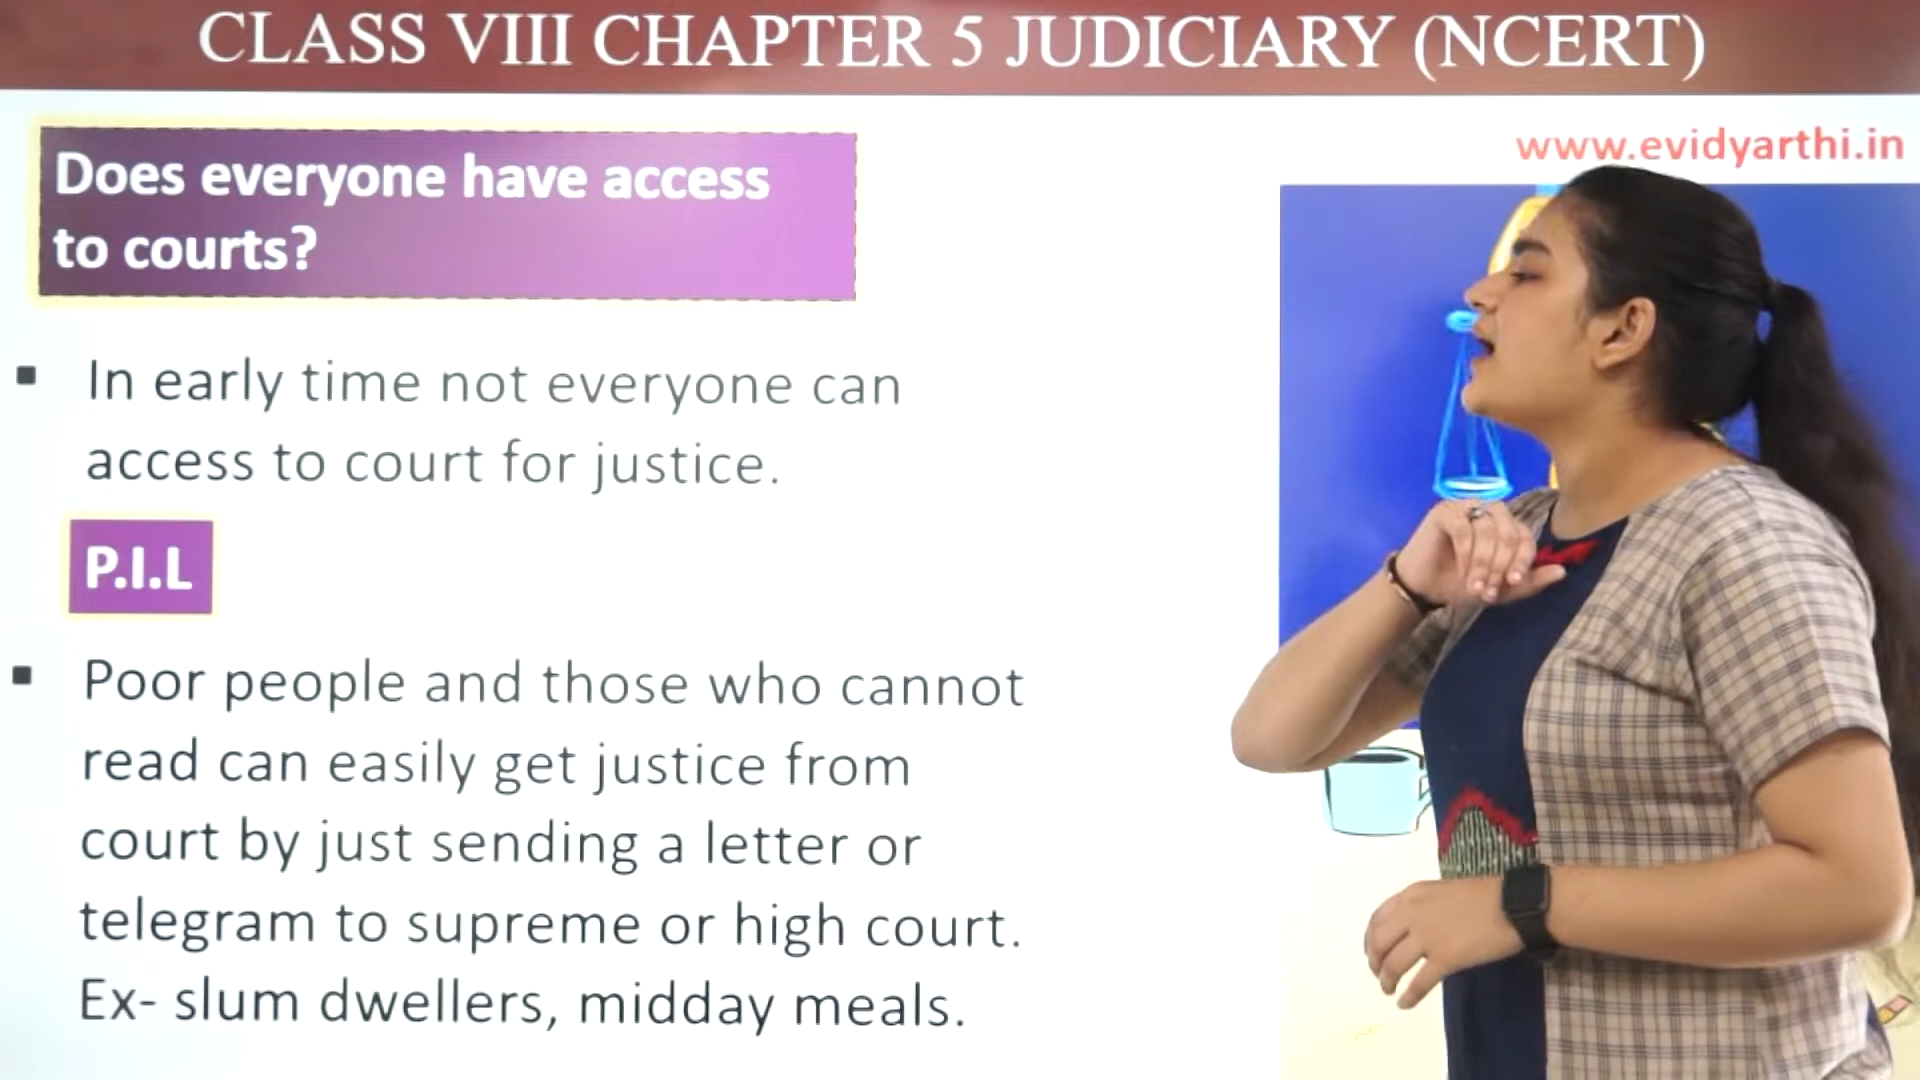 CLASS VIII CHAPTER 5 JUDICIARY (NCERT)
www.evidyarthi.in
Does everyone have access
to courts?
▪ In early time not everyone can
access to court for justice.
P.I.L
▪ Poor people and those who cannot
read can easily get justice from
court by just sending a letter or
telegram to supreme or high court.
Ex- slum dwellers, midday meals.